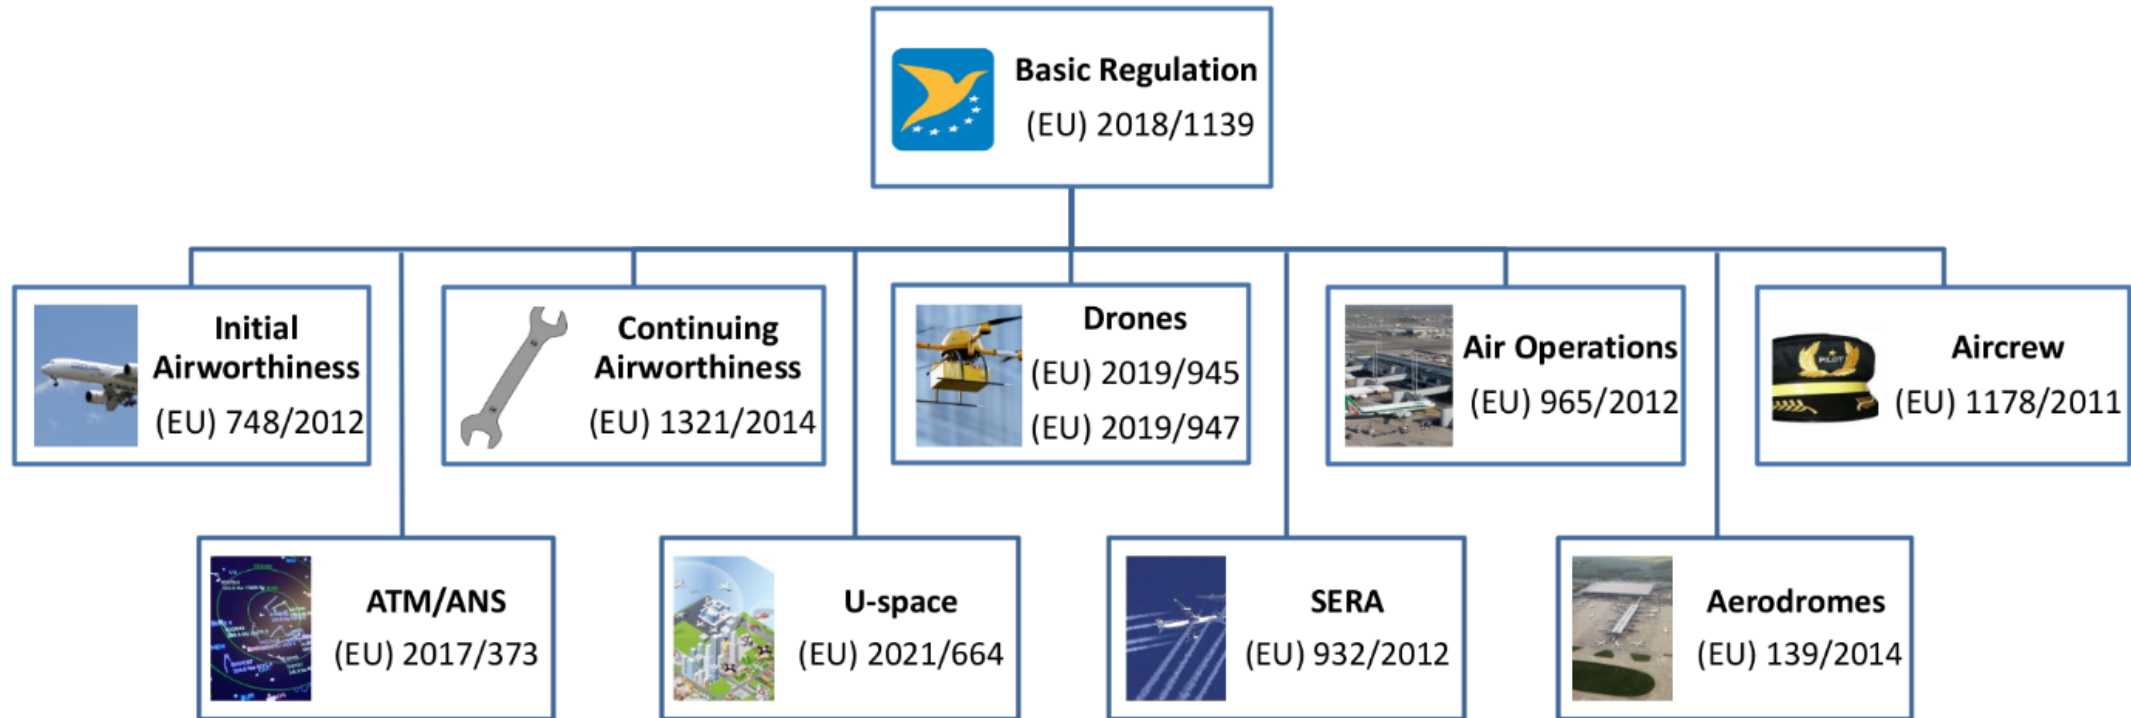 Basic Regulation
(EU) 2018/1139
Initial
Airworthiness
(EU) 748/2012
Continuing
Airworthiness
(EU) 1321/2014
Drones
(EU) 2019/945
(EU) 2019/947
Air Operations
(EU) 965/2012
PILOT
Aircrew
(EU) 1178/2011
ATM/ANS
(EU) 2017/373
U-space
(EU) 2021/664
SERA
(EU) 932/2012
Aerodromes
(EU) 139/2014